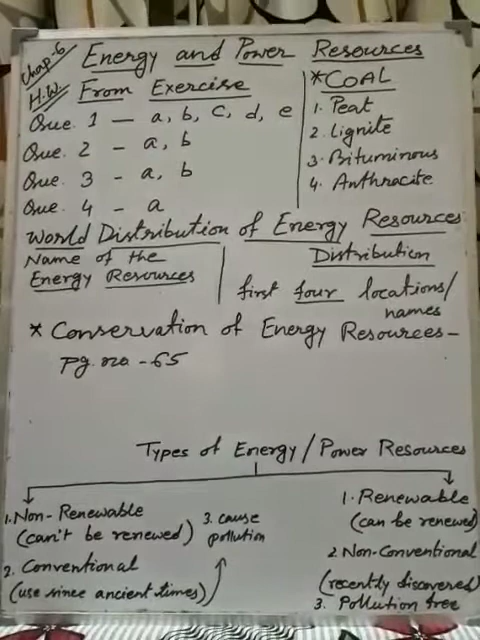 Chap-6 Energy and Power Resources
H.W. From Exercise
Que. 1 — a, b, c, d, e
Que. 2 - a, b
Que. 3 - a, b
Que. 4 - a
*COAL
1. Peat
2. Lignite
3. Bituminous
4. Anthracite
World Distribution of Energy Resources
Name of the
Energy Resources
Distribution
first four locations/
names
* Conservation of Energy Resources-
pg. no - 65
Types of Energy/Power Resources
1. Non-Renewable
(can't be renewed)
2. Conventional
(use since ancient times)
3. cause
pollution
1. Renewable
(can be renewed)
2 Non-Conventional
(recently discovered)
3. Pollution free